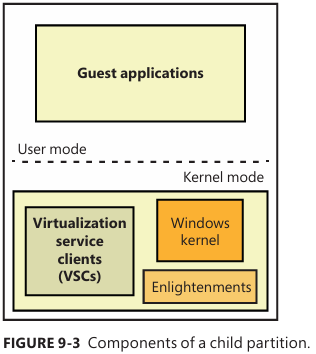 Guest applications
User mode
Kernel mode
Virtualization
service
clients
(VSCs)
Windows
kernel
Enlightenments
FIGURE 9-3 Components of a child partition.